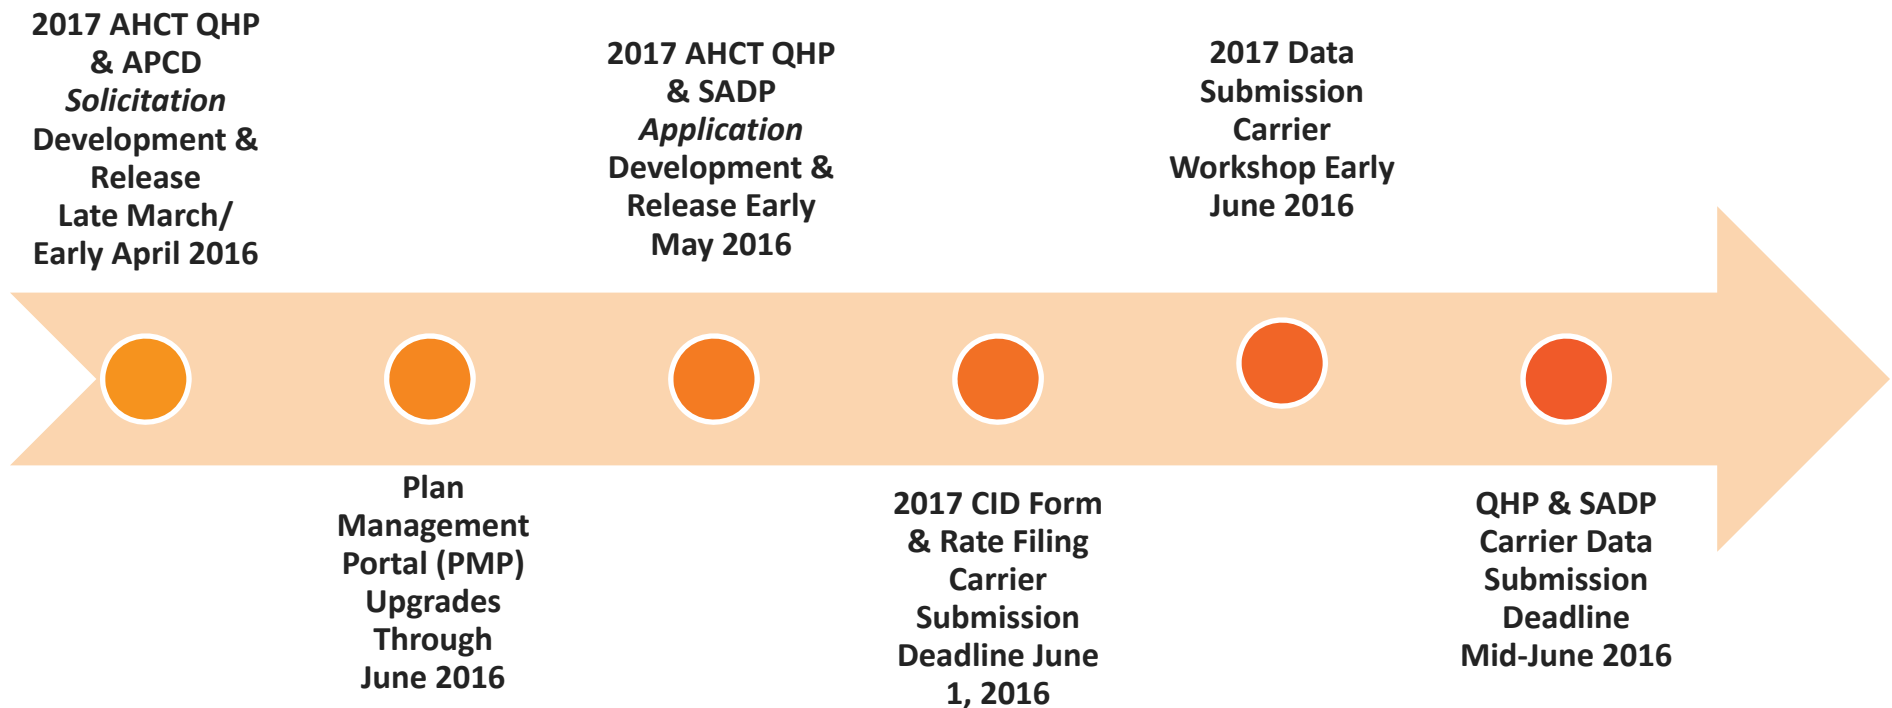 2017 AHCT QHP
& APCD
Solicitation
Development &
Release
Late March/
Early April 2016
Plan
Management
Portal (PMP)
Upgrades
Through
June 2016
2017 AHCT QHP
& SADP
Application
Development &
Release Early
May 2016
2017 CID Form
& Rate Filing
Carrier
Submission
Deadline June
1, 2016
2017 Data
Submission
Carrier
Workshop Early
June 2016
QHP & SADP
Carrier Data
Submission
Deadline
Mid-June 2016